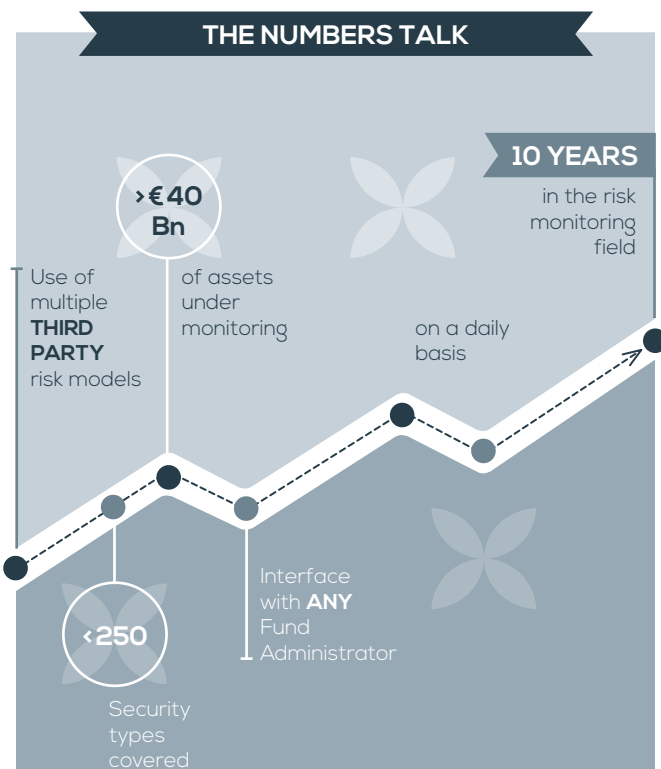 THE NUMBERS TALK
10 YEARS
in the risk
monitoring
field
>€40
Bn
of assets
under
monitoring
Use of
multiple
THIRD
PARTY
risk models
on a daily
basis
<250
Security
types
covered
Interface
with ANY
Fund
Administrator